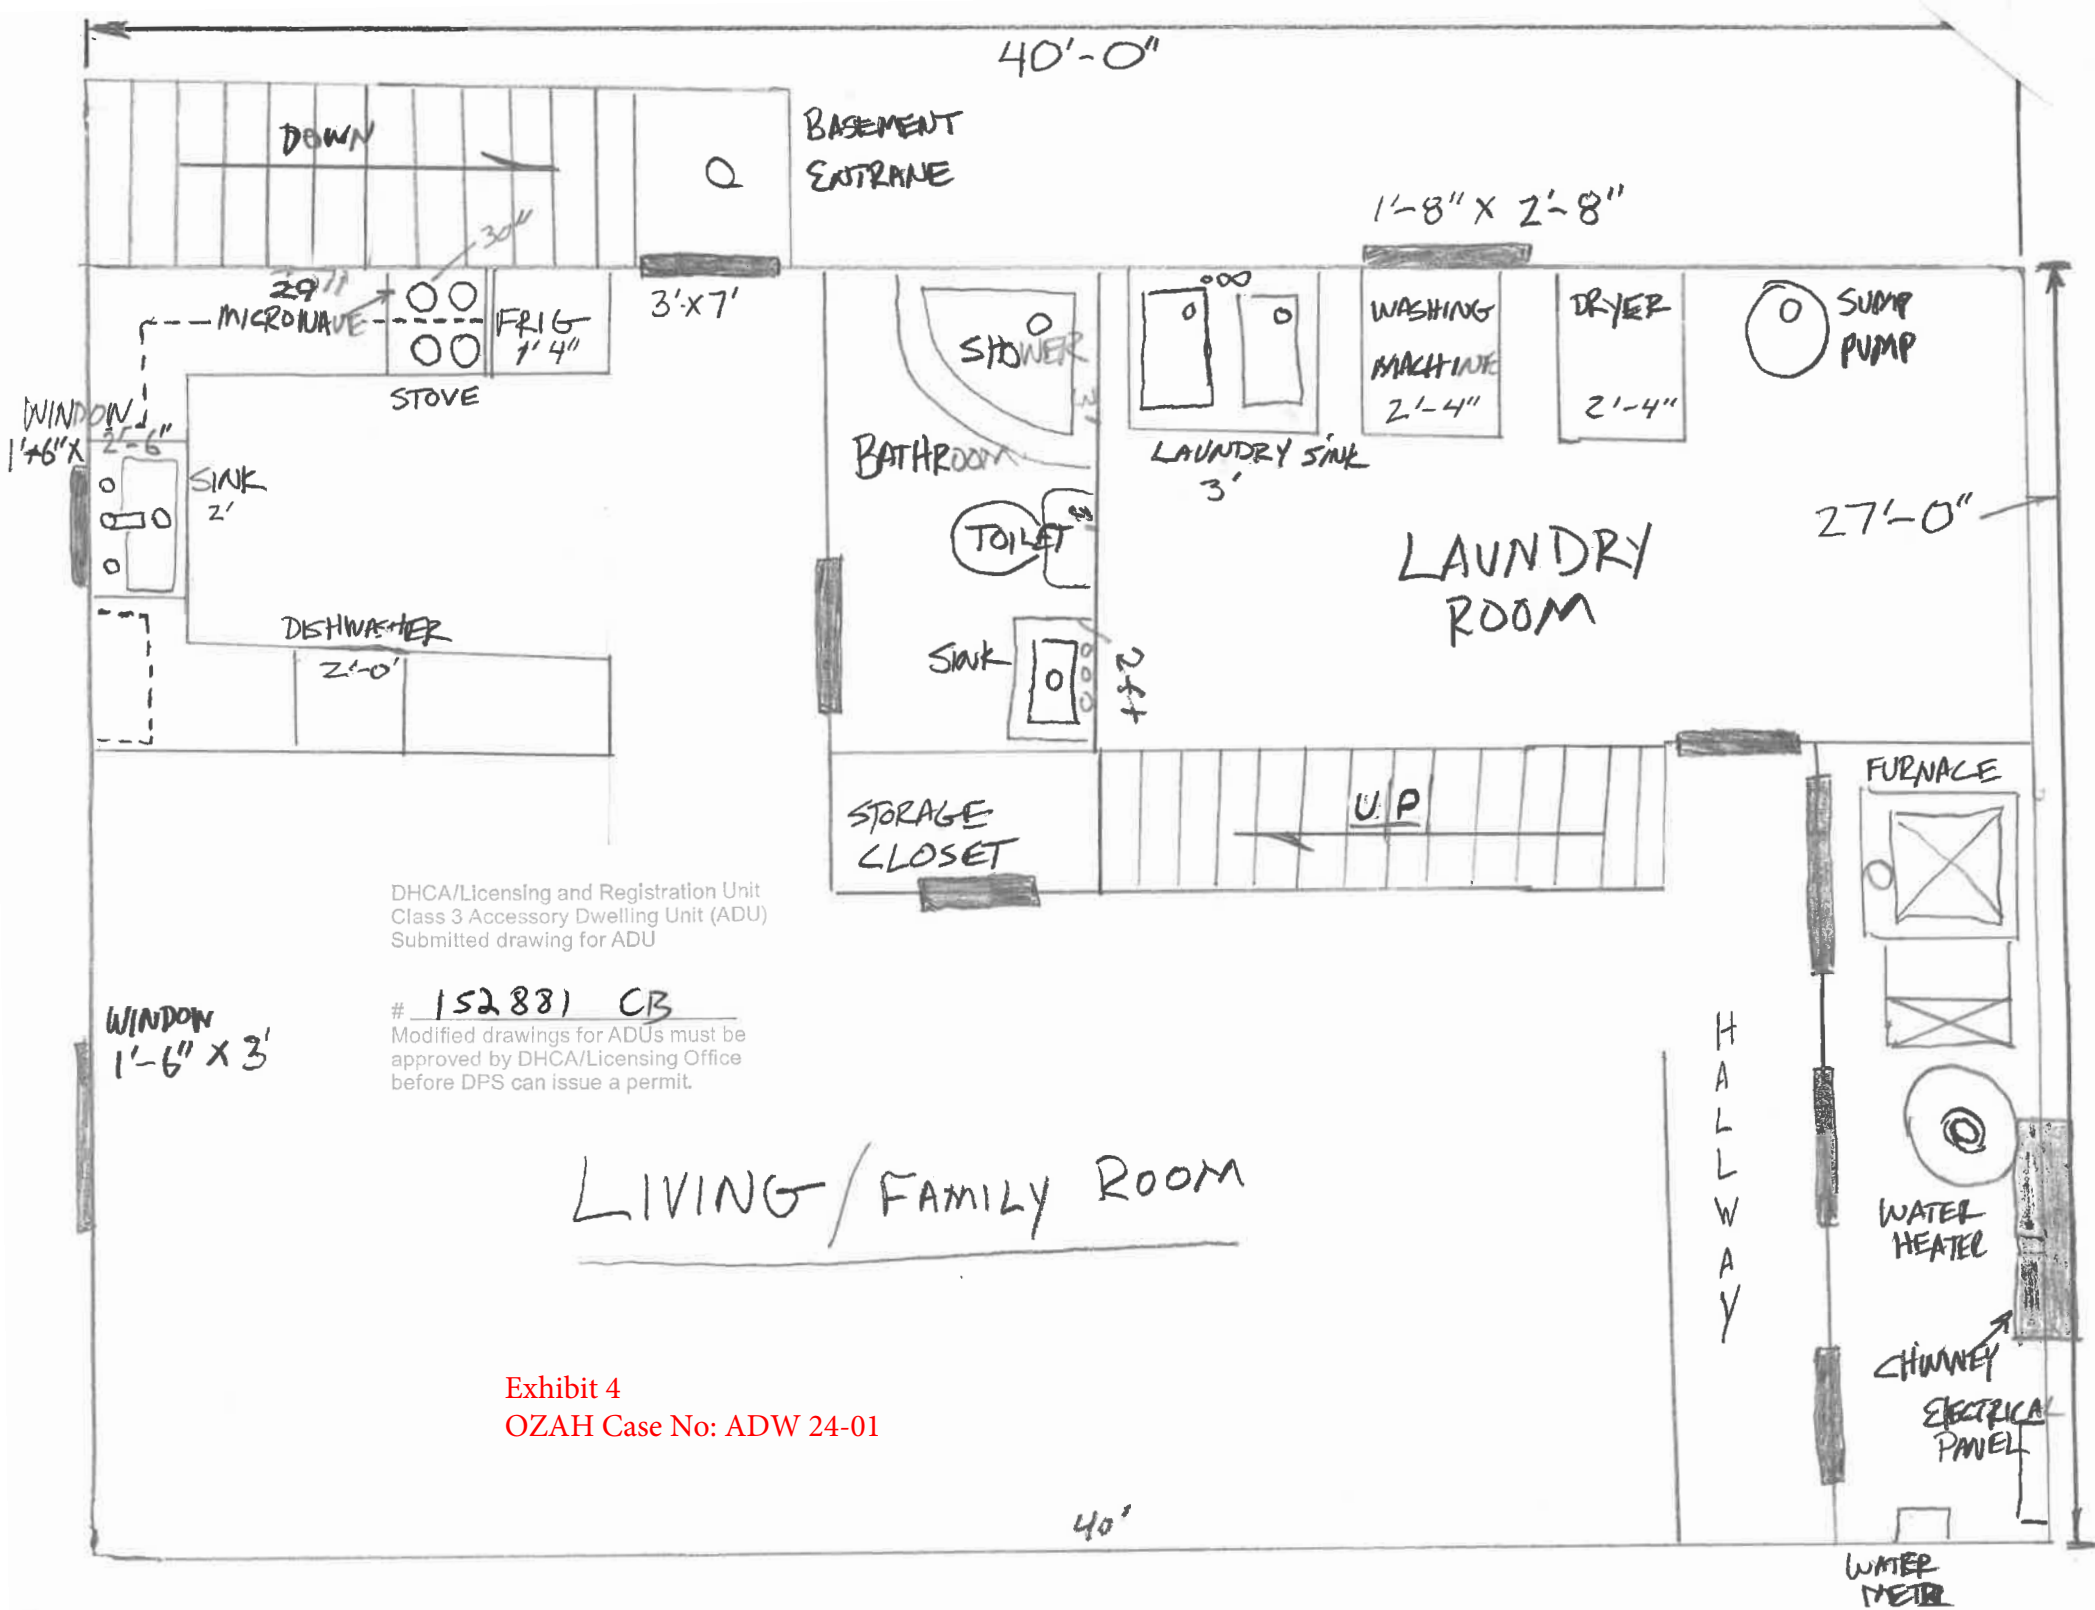 40'-0"
DOWN
BASEMENT
ENTRANE
1'-8" X 2'-8"
30"
29"
MICROWAVE
FRIG
1' 4"
3' X 7'
STOVE
SHOWER
WASHING
MACHINE
2'-4"
DRYER
2'-4"
SUMP
PUMP
WINDOW
1'-6" X 2'-6"
SINK
2'
BATHROOM
LAUNDRY SINK
3'
27'-0"
TOILET
LAUNDRY
ROOM
DISHWASHER
2'-0'
SINK
2 ft
FURNACE
STORAGE
CLOSET
UP
DHCA/Licensing and Registration Unit
Class 3 Accessory Dwelling Unit (ADU)
Submitted drawing for ADU
# 152881 CB
Modified drawings for ADUs must be
approved by DHCA/Licensing Office
before DPS can issue a permit.
WINDOW
1'-6" X 3'
HALLWAY
LIVING/FAMILY ROOM
WATER
HEATER
CHIMNEY
ELECTRICAL
PANEL
Exhibit 4
OZAH Case No: ADW 24-01
40'
WATER